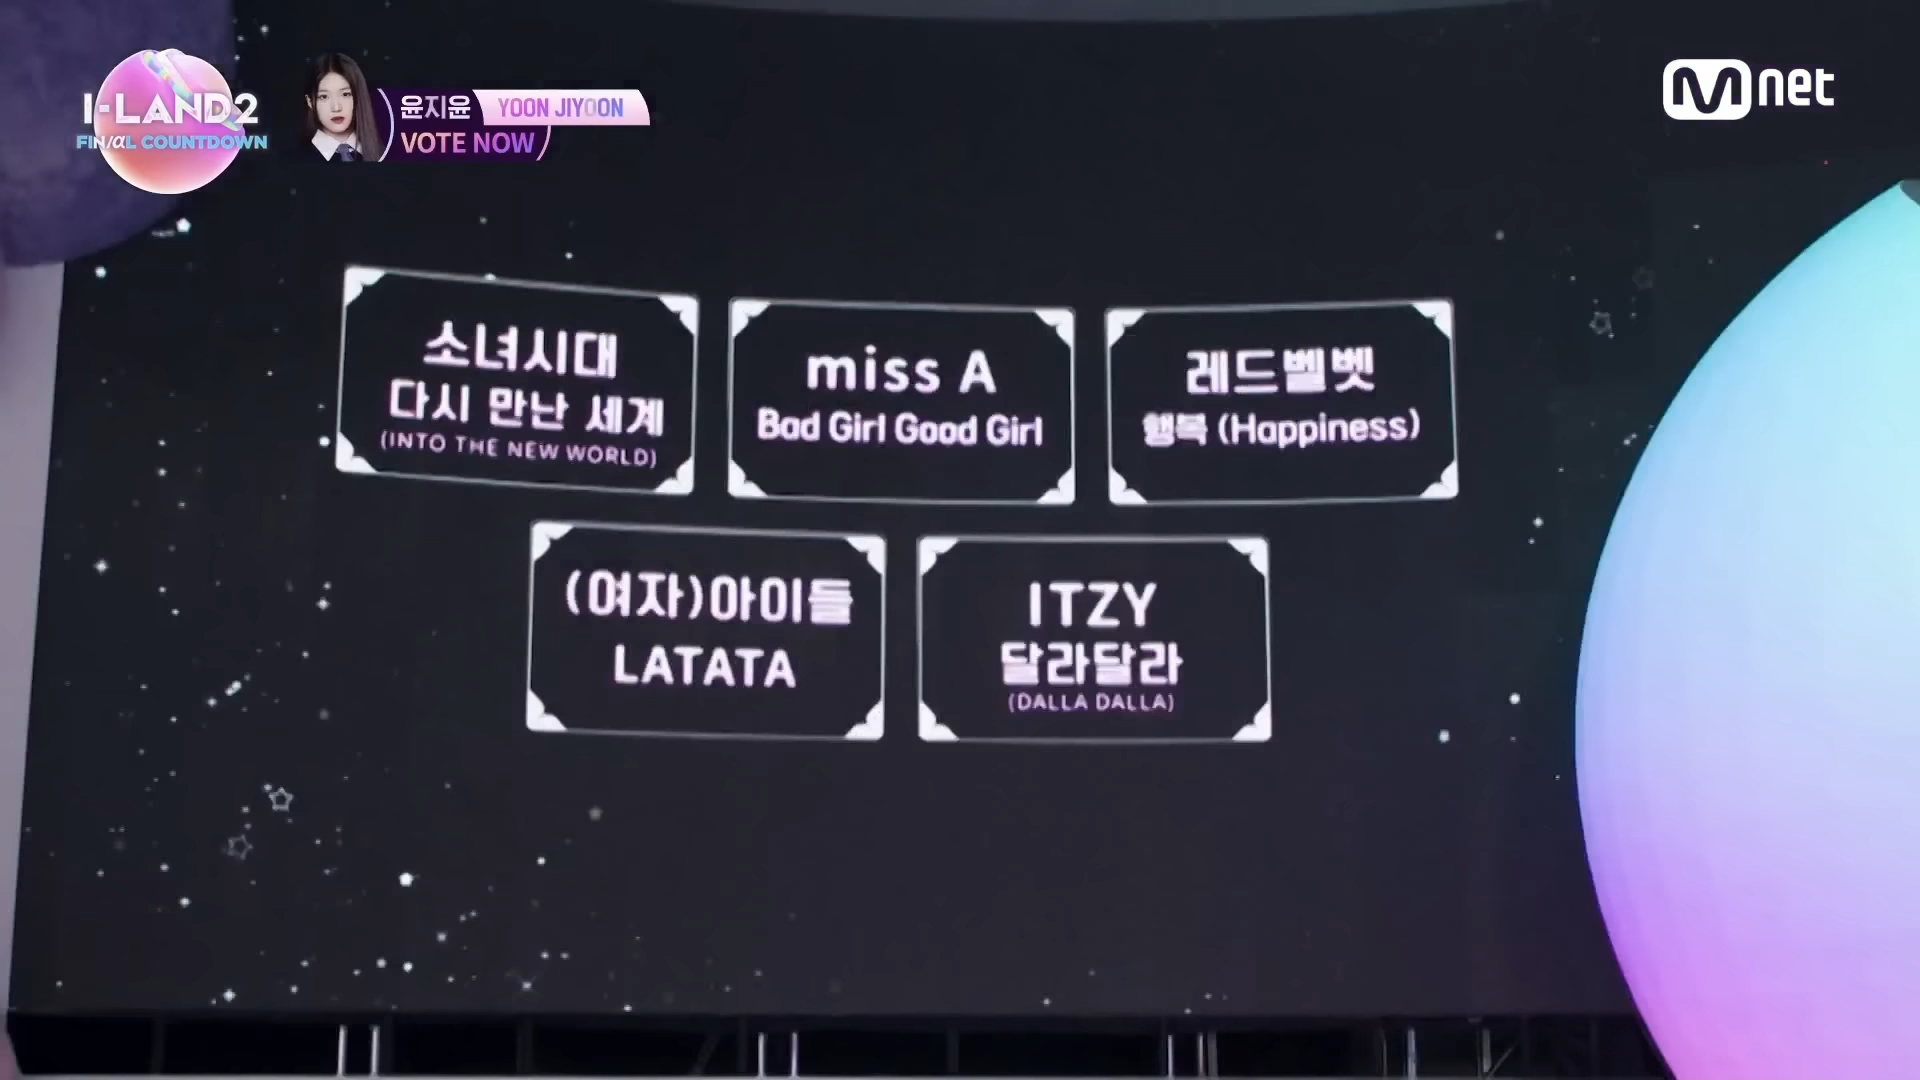 I-LAND2
FIN/αL COUNTDOWN
윤지윤 YOON JIYOON
VOTE NOW
Mnet
소녀시대
다시 만난 세계
(INTO THE NEW WORLD)
miss A
Bad Girl Good Girl
레드벨벳
행복 (Happiness)
(여자)아이들
LATATA
ITZY
달라달라
(DALLA DALLA)